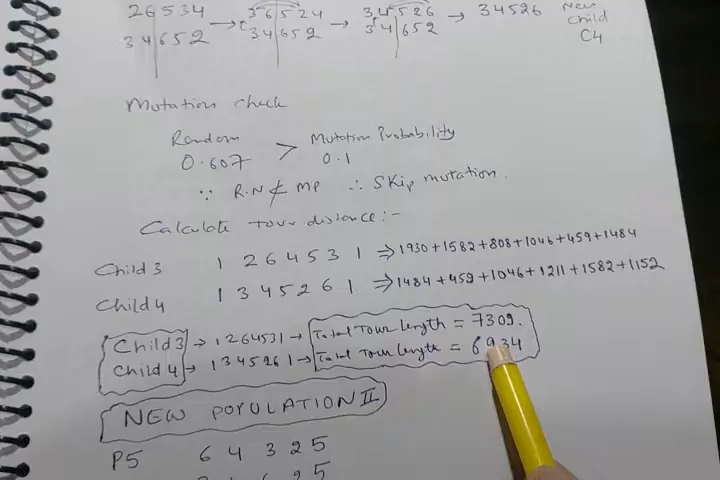 26534 → 36524 → 34526 → 34526 New
34652 34652 34652 Child
C4
Mutation check
Random > Mutation Probability
0.607 0.1
∵ R.N ≮ MP ∴ Skip mutation.
Calculate Tour distance:-
Child 3 1 2 6 4 5 3 1 ⇒ 1930+1582+808+1046+459+1484
Child 4 1 3 4 5 2 6 1 ⇒ 1484+459+1046+1211+1582+1152
Child 3 → 1264531 → Total Tour Length = 7309.
Child 4 → 1345261 → Total Tour Length = 6934
NEW POPULATION II
P5 6 4 3 2 5